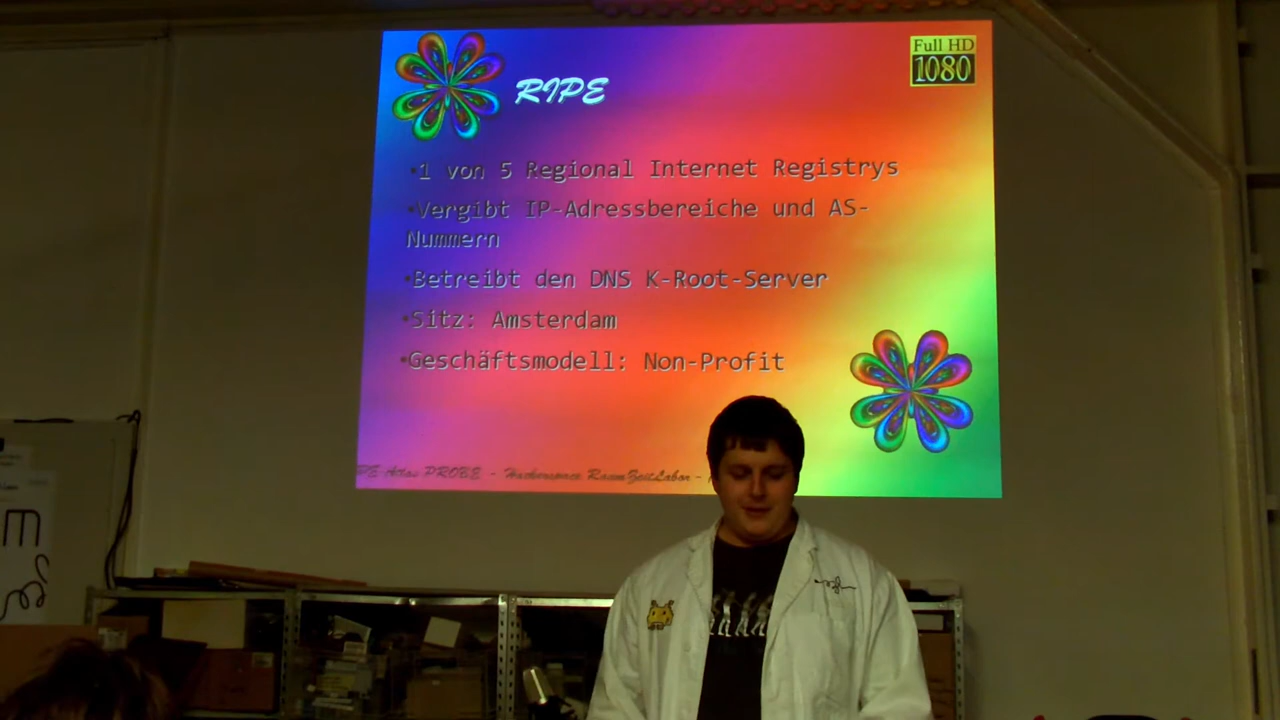 Full HD
1080
RIPE
•1 von 5 Regional Internet Registrys
•Vergibt IP-Adressbereiche und AS-
Nummern
•Betreibt den DNS K-Root-Server
•Sitz: Amsterdam
•Geschäftsmodell: Non-Profit
PE-Atlas PROBE - Hackerspace RaumZeitLabor -